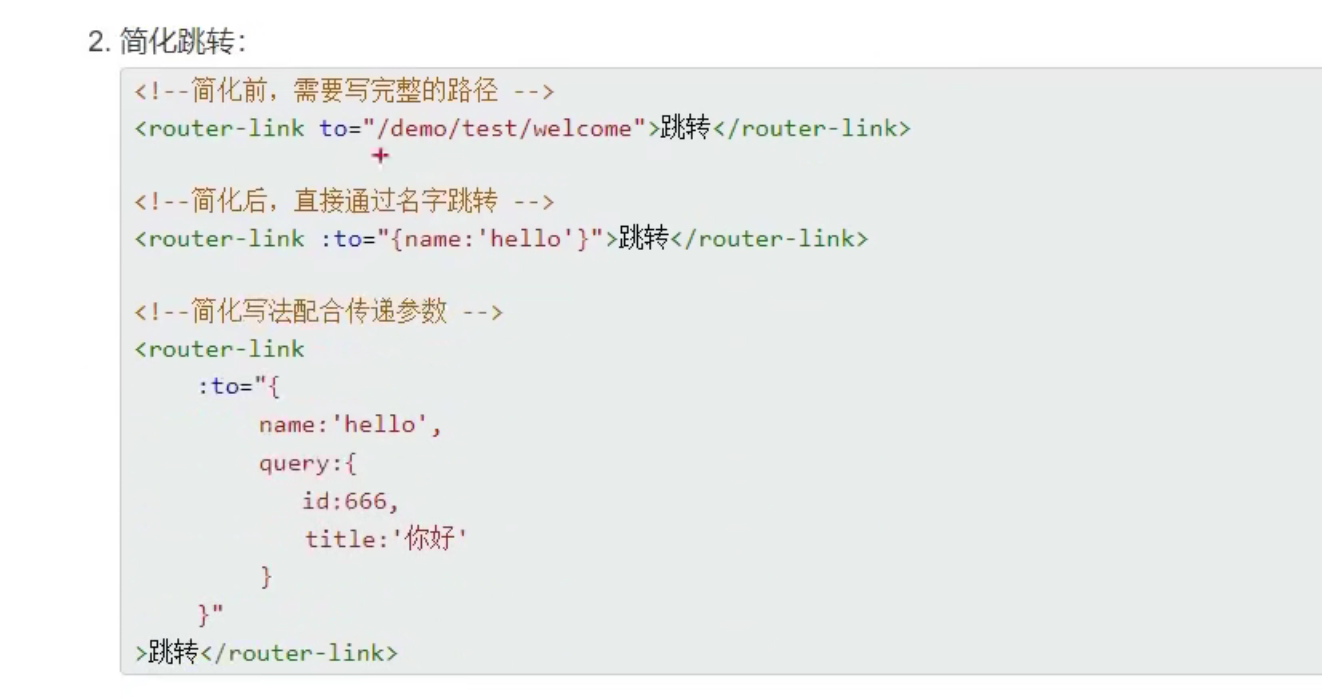 2. 简化跳转：
<!--简化前，需要写完整的路径 -->
<router-link to="/demo/test/welcome">跳转</router-link>
<!--简化后，直接通过名字跳转 -->
<router-link :to="{name:'hello'}">跳转</router-link>
<!--简化写法配合传递参数 -->
<router-link
:to="{
name:'hello',
query:{
id:666,
title:'你好'
}
}"
>跳转</router-link>